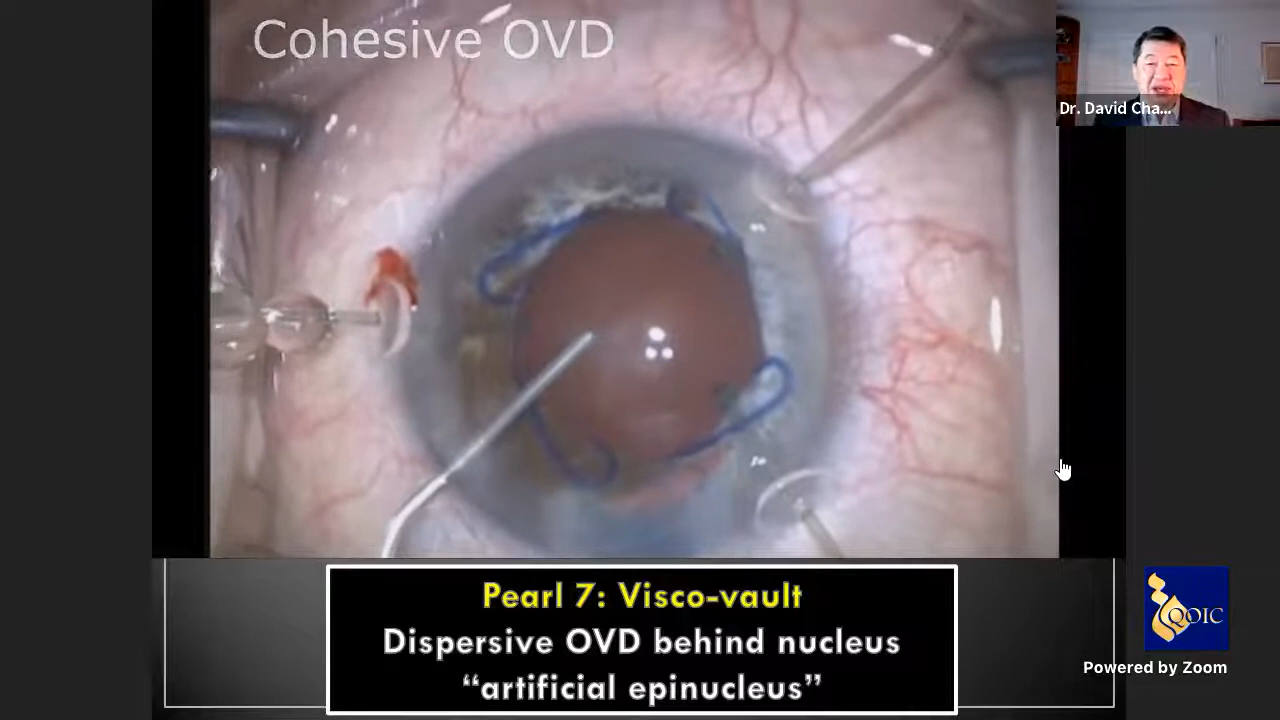 Cohesive OVD
Dr. David Cha...
Pearl 7: Visco-vault
Dispersive OVD behind nucleus
“artificial epinucleus”
QOIC
Powered by Zoom